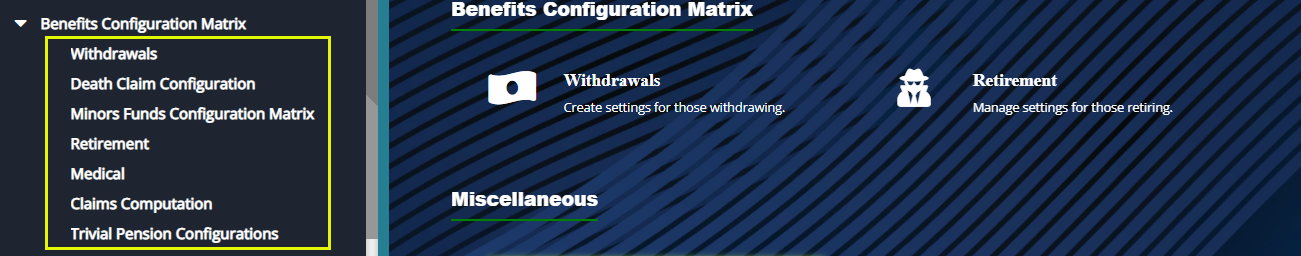 Benefits Configuration Matrix
Withdrawals
Death Claim Configuration
Minors Funds Configuration Matrix
Retirement
Medical
Claims Computation
Trivial Pension Configurations
Benefits Configuration Matrix
Withdrawals
Create settings for those withdrawing.
Retirement
Manage settings for those retiring.
Miscellaneous